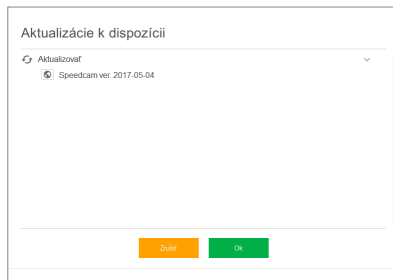 Aktualizácie k dispozícii
Aktualizovať
Speedcam ver. 2017-05-04
Zrušiť
Ok